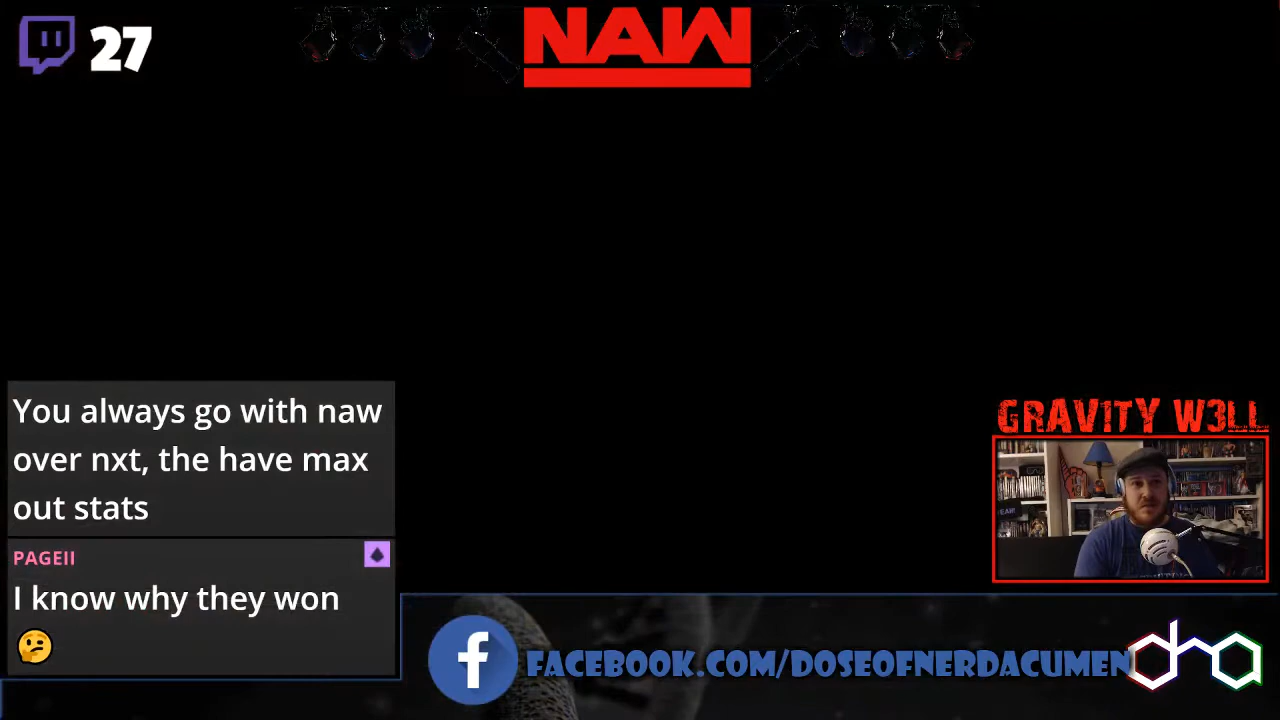 27
NAW
You always go with naw
over nxt, the have max
out stats
PAGEII
I know why they won
GRAVITY W3LL
FACEBOOK.COM/DOSEOFNERDACUMEN
dna